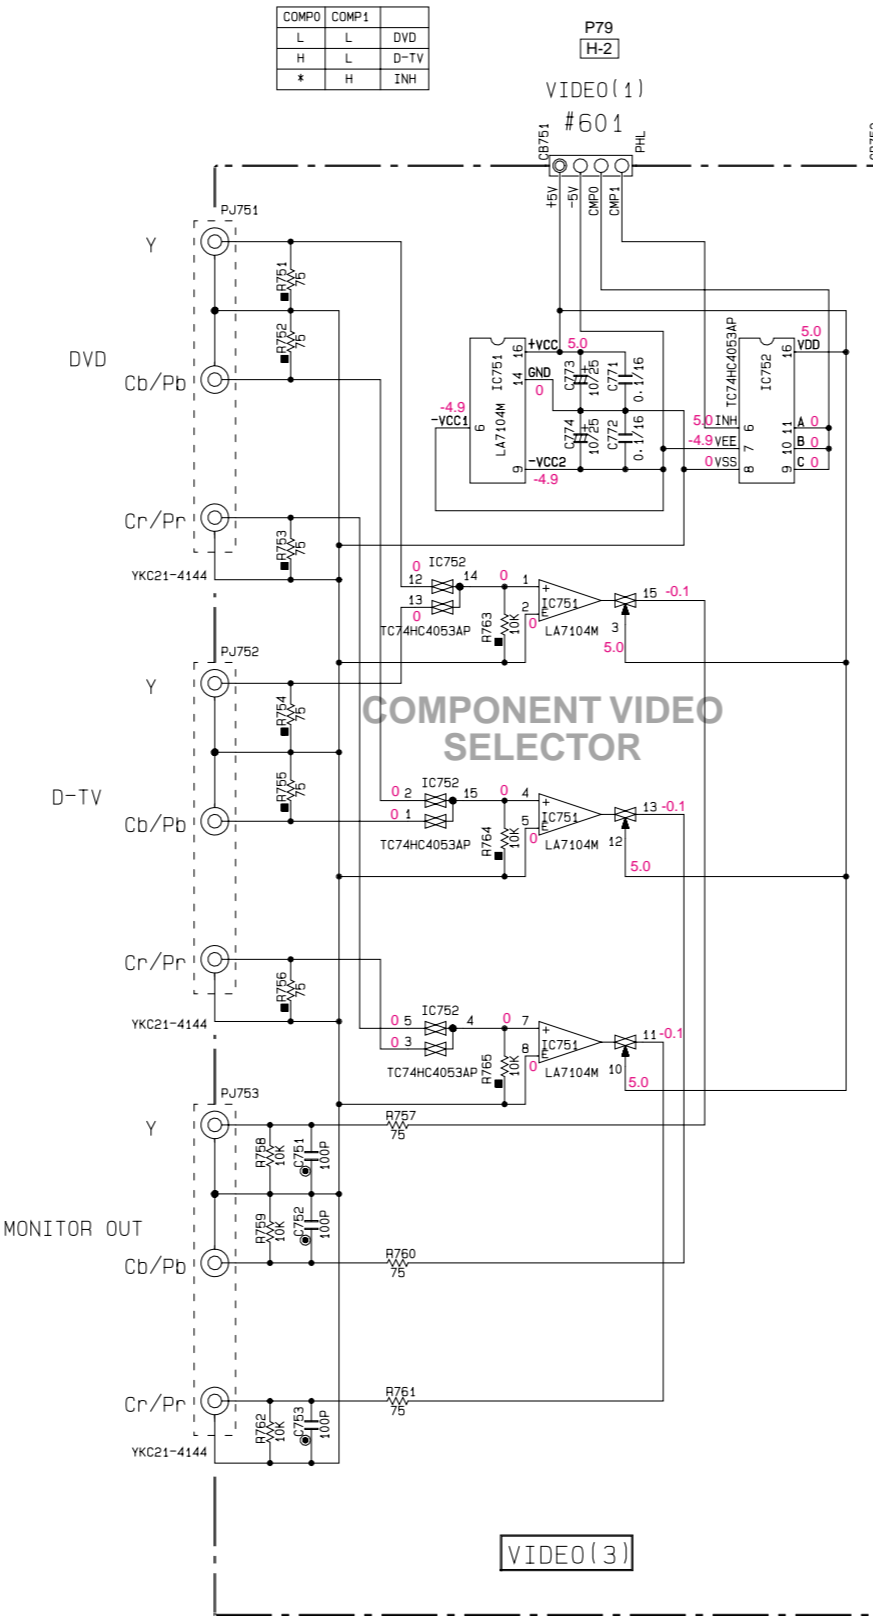 COMP0 COMP1
L L DVD
H L D-TV
* H INH
P79
H-2
VIDEO(1)
#601
CB751
PHL
+5V
-5V
CMP0
CMP1
PJ751
Y
R751
75
R752
75
DVD
Cb/Pb
Cr/Pr
R753
75
YKC21-4144
+VCC
5.0
16
IC751
LA7104M
GND
14
0
-4.9
-VCC1
6
-VCC2
9
-4.9
C773
10/25
C771
0.1/16
C774
10/25
C772
0.1/16
TC74HC4053AP
IC752
5.0
VDD
16
5.0 INH 6
-4.9 VEE 7
0 VSS 8
11 A 0
10 B 0
9 C 0
IC752
0
12
14
13
0
TC74HC4053AP
0
R763
10K
1
+
2
E
0
IC751
LA7104M
15 -0.1
3
5.0
PJ752
Y
R754
75
COMPONENT VIDEO
SELECTOR
R755
75
D-TV
Cb/Pb
IC752
0 2
15
0 1
TC74HC4053AP
0
R764
10K
4
+
5
E
0
IC751
LA7104M
13 -0.1
12
5.0
Cr/Pr
R756
75
YKC21-4144
IC752
0 5
4
0 3
TC74HC4053AP
0
R765
10K
7
+
8
E
0
IC751
LA7104M
11 -0.1
10
5.0
PJ753
Y
R757
75
R758
10K
C751
100P
R759
10K
C752
100P
MONITOR OUT
Cb/Pb
R760
75
Cr/Pr
R761
75
R762
10K
C753
100P
YKC21-4144
VIDEO(3)